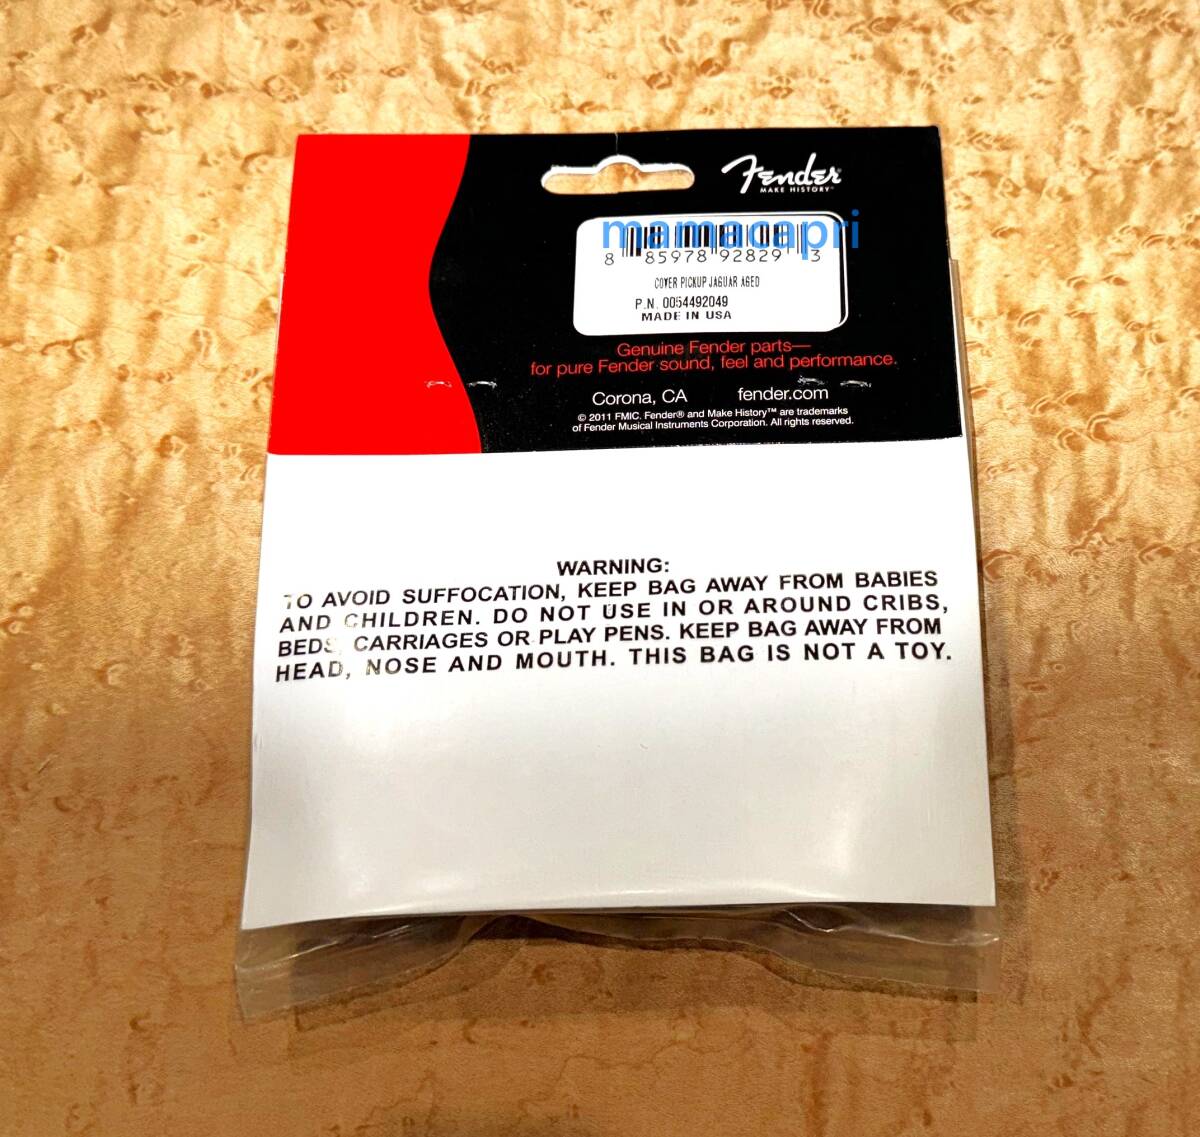 Fender
MAKE HISTORY™
mamacapri
8 85978 92829 3
COVER PICKUP JAGUAR AGED
P.N. 0054492049
MADE IN USA
Genuine Fender parts—
for pure Fender sound, feel and performance.
Corona, CA fender.com
© 2011 FMIC. Fender® and Make History™ are trademarks
of Fender Musical Instruments Corporation. All rights reserved.
WARNING:
TO AVOID SUFFOCATION, KEEP BAG AWAY FROM BABIES
AND CHILDREN. DO NOT USE IN OR AROUND CRIBS,
BEDS, CARRIAGES OR PLAY PENS. KEEP BAG AWAY FROM
HEAD, NOSE AND MOUTH. THIS BAG IS NOT A TOY.